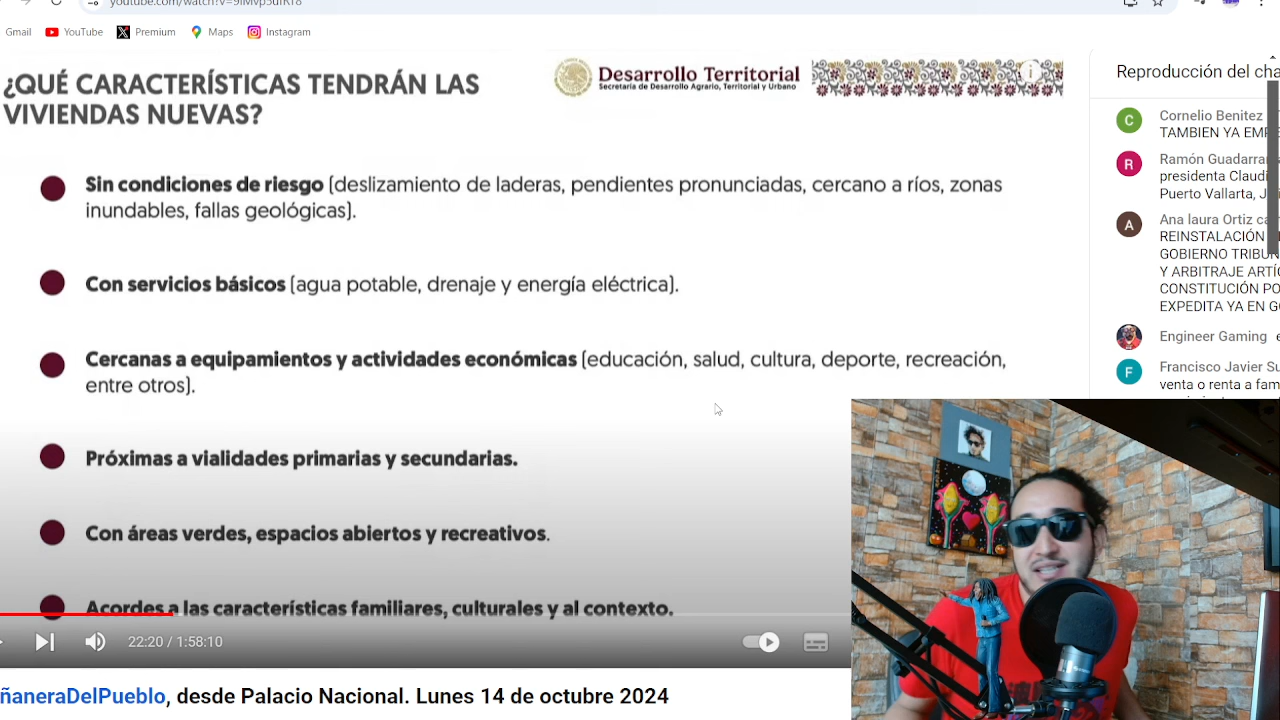 youtube.com/watch?v=
Gmail YouTube Premium Maps Instagram
¿QUÉ CARACTERÍSTICAS TENDRÁN LAS
VIVIENDAS NUEVAS?
Desarrollo Territorial
Secretaría de Desarrollo Agrario, Territorial y Urbano
Sin condiciones de riesgo (deslizamiento de laderas, pendientes pronunciadas, cercano a ríos, zonas
inundables, fallas geológicas).
Con servicios básicos (agua potable, drenaje y energía eléctrica).
Cercanas a equipamientos y actividades económicas (educación, salud, cultura, deporte, recreación,
entre otros).
Próximas a vialidades primarias y secundarias.
Con áreas verdes, espacios abiertos y recreativos.
Acordes a las características familiares, culturales y al contexto.
22:20 / 1:58:10
ñaneraDelPueblo, desde Palacio Nacional. Lunes 14 de octubre 2024
Reproducción del cha
C
Cornelio Benitez
TAMBIEN YA EMP
R
Ramón Guadarra
presidenta Claudi
Puerto Vallarta, J
A
Ana laura Ortiz ca
REINSTALACIÓN
GOBIERNO TRIBUN
Y ARBITRAJE ARTÍ
CONSTITUCIÓN PO
EXPEDITA YA EN G
Engineer Gaming e
F
Francisco Javier Su
venta o renta a fam